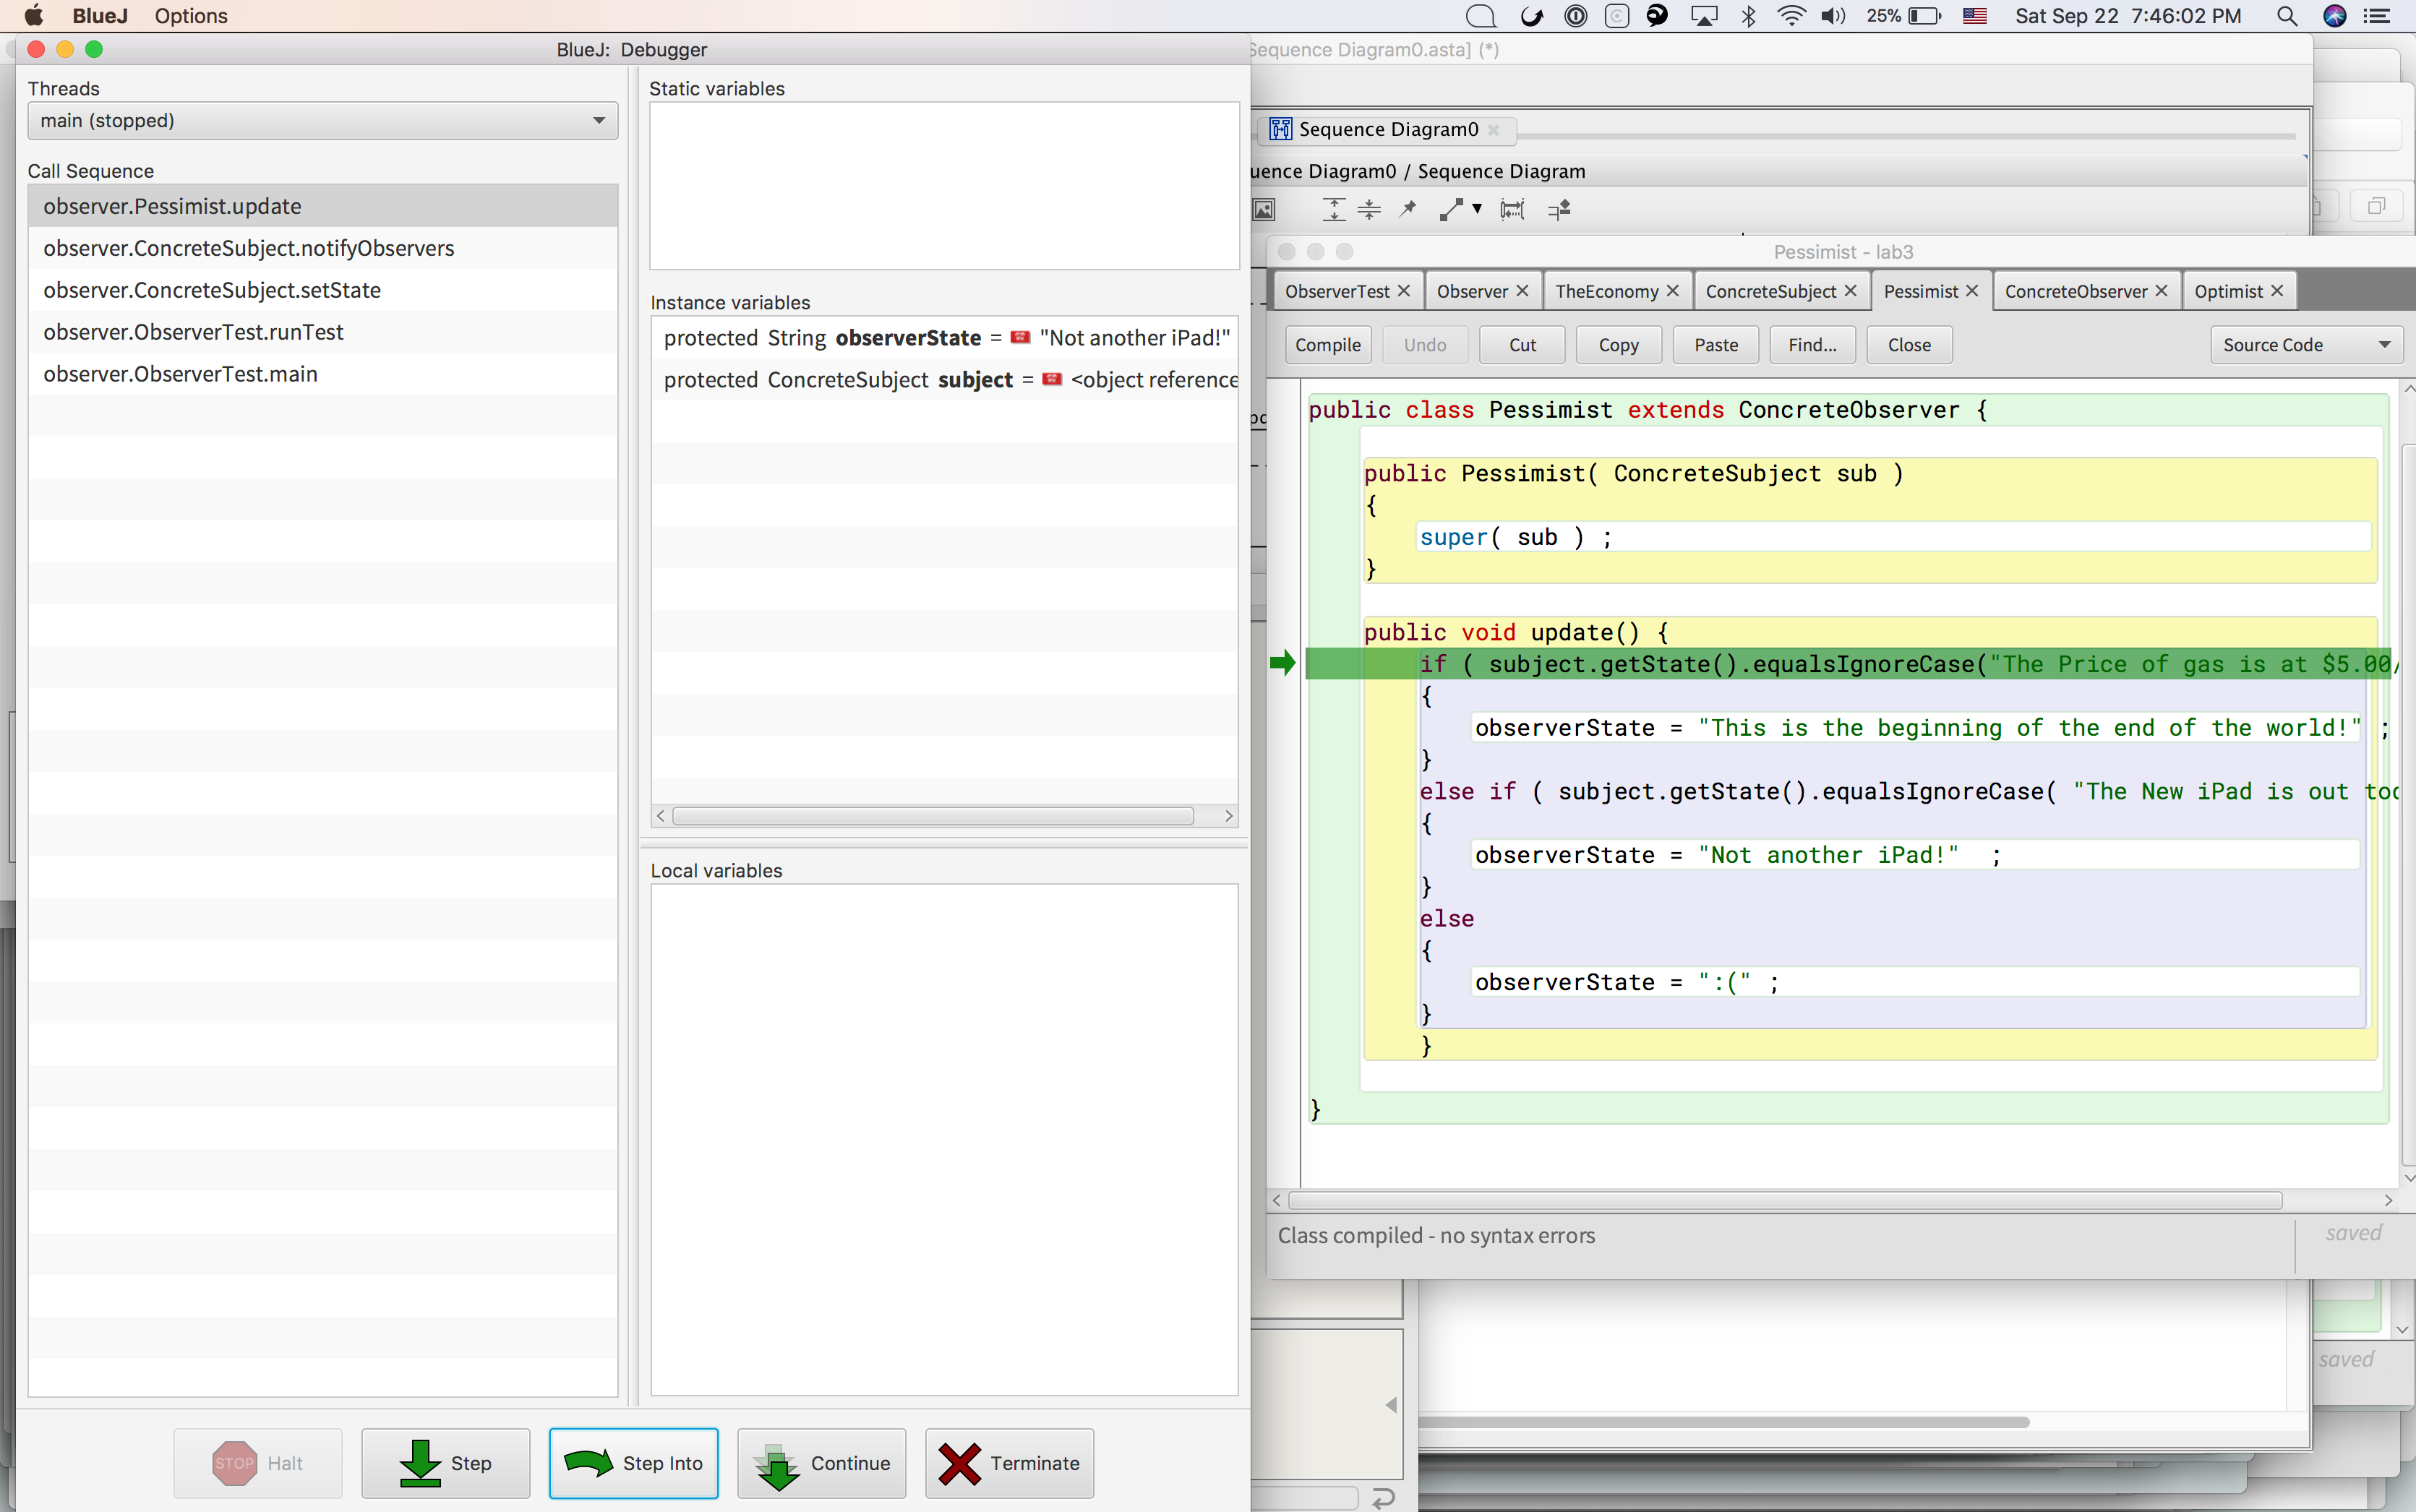 BlueJ Options
25% Sat Sep 22 7:46:02 PM
BlueJ: Debugger
Threads
main (stopped)
Call Sequence
observer.Pessimist.update
observer.ConcreteSubject.notifyObservers
observer.ConcreteSubject.setState
observer.ObserverTest.runTest
observer.ObserverTest.main
Static variables
Instance variables
protected String observerState = "Not another iPad!"
protected ConcreteSubject subject = <object reference
Local variables
STOP Halt
Step
Step Into
Continue
Terminate
Sequence Diagram0.asta] (*)
Sequence Diagram0
uence Diagram0 / Sequence Diagram
Pessimist - lab3
ObserverTest Observer TheEconomy ConcreteSubject Pessimist ConcreteObserver Optimist
Compile Undo Cut Copy Paste Find... Close Source Code
public class Pessimist extends ConcreteObserver {
public Pessimist( ConcreteSubject sub )
{
super( sub ) ;
}
public void update() {
if ( subject.getState().equalsIgnoreCase("The Price of gas is at $5.00/
{
observerState = "This is the beginning of the end of the world!" ;
}
else if ( subject.getState().equalsIgnoreCase( "The New iPad is out tod
{
observerState = "Not another iPad!" ;
}
else
{
observerState = ":(" ;
}
}
}
Class compiled - no syntax errors
saved
saved